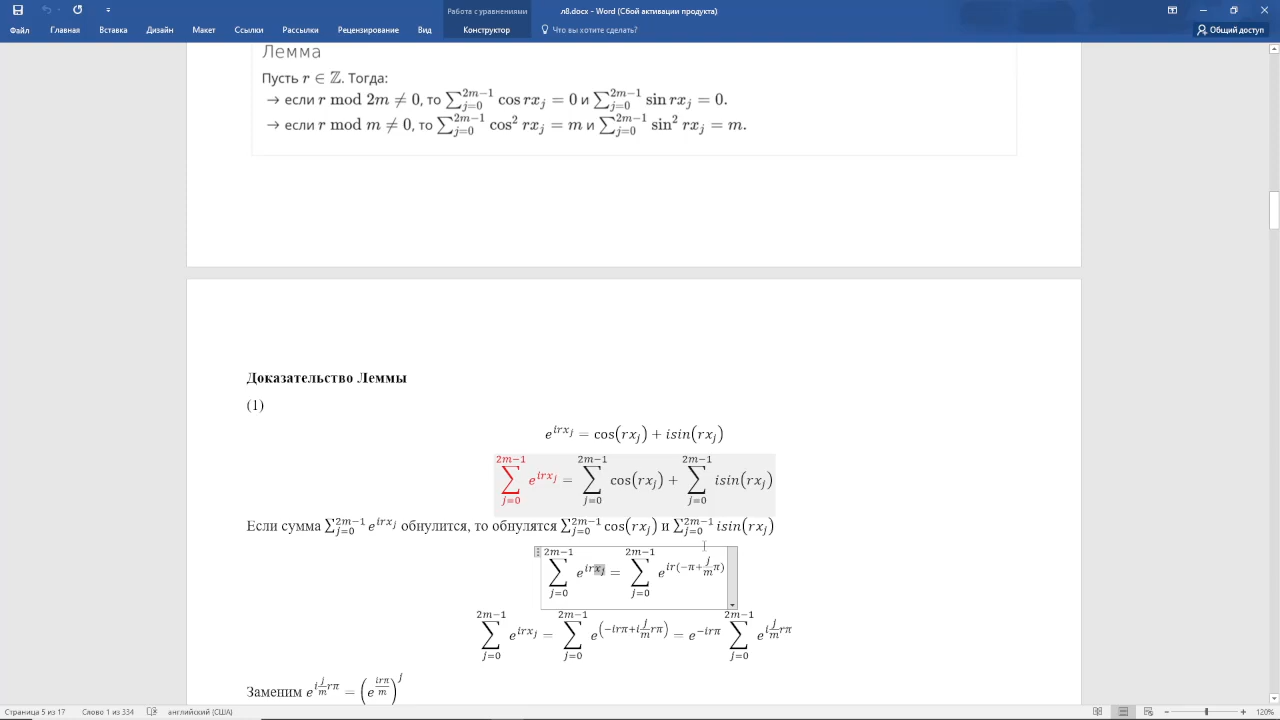 Работа с уравнениями
л8.docx - Word (Сбой активации продукта)
Файл Главная Вставка Дизайн Макет Ссылки Рассылки Рецензирование Вид Конструктор Что вы хотите сделать? Общий доступ
Лемма
Пусть r ∈ ℤ. Тогда:
→ если r mod 2m ≠ 0, то ∑_{j=0}^{2m−1} cos rx_j = 0 и ∑_{j=0}^{2m−1} sin rx_j = 0.
→ если r mod m ≠ 0, то ∑_{j=0}^{2m−1} cos² rx_j = m и ∑_{j=0}^{2m−1} sin² rx_j = m.
Доказательство Леммы
(1)
e^{irx_j} = cos(rx_j) + isin(rx_j)
∑_{j=0}^{2m−1} e^{irx_j} = ∑_{j=0}^{2m−1} cos(rx_j) + ∑_{j=0}^{2m−1} isin(rx_j)
Если сумма ∑_{j=0}^{2m−1} e^{irx_j} обнулится, то обнулятся ∑_{j=0}^{2m−1} cos(rx_j) и ∑_{j=0}^{2m−1} isin(rx_j)
∑_{j=0}^{2m−1} e^{irx_j} = ∑_{j=0}^{2m−1} e^{ir(−π+\frac{j}{m}π)}
∑_{j=0}^{2m−1} e^{irx_j} = ∑_{j=0}^{2m−1} e^{(−irπ+i\frac{j}{m}rπ)} = e^{−irπ} ∑_{j=0}^{2m−1} e^{i\frac{j}{m}rπ}
Заменим e^{i\frac{j}{m}rπ} = (e^{\frac{irπ}{m}})^j
Страница 5 из 17 Слово 1 из 334 английский (США) 120%